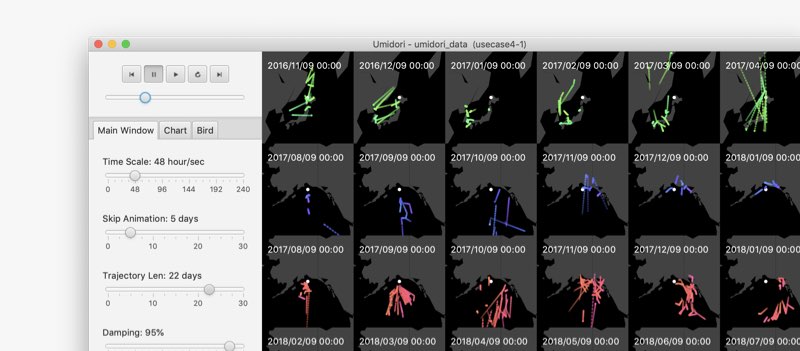 Umidori - umidori_data (usecase4-1)
Main Window Chart Bird
Time Scale: 48 hour/sec
0 48 96 144 192 240
Skip Animation: 5 days
0 10 20 30
Trajectory Len: 22 days
0 10 20 30
Damping: 95%
2016/11/09 00:00 2016/12/09 00:00 2017/01/09 00:00 2017/02/09 00:00 2017/03/09 00:00 2017/04/09 00:00
2017/08/09 00:00 2017/09/09 00:00 2017/10/09 00:00 2017/11/09 00:00 2017/12/09 00:00 2018/01/09 00:00
2017/08/09 00:00 2017/09/09 00:00 2017/10/09 00:00 2017/11/09 00:00 2017/12/09 00:00 2018/01/09 00:00
2018/02/09 00:00 2018/03/09 00:00 2018/04/09 00:00 2018/05/09 00:00 2018/06/09 00:00 2018/07/09 00:00